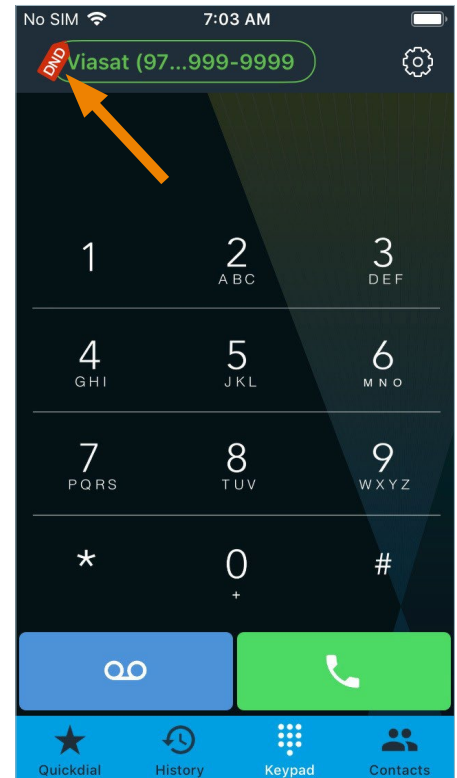 No SIM 7:03 AM
DND Viasat (97...999-9999
1 2 3
ABC DEF
4 5 6
GHI JKL MNO
7 8 9
PQRS TUV WXYZ
* 0 #
+
Quickdial History Keypad Contacts